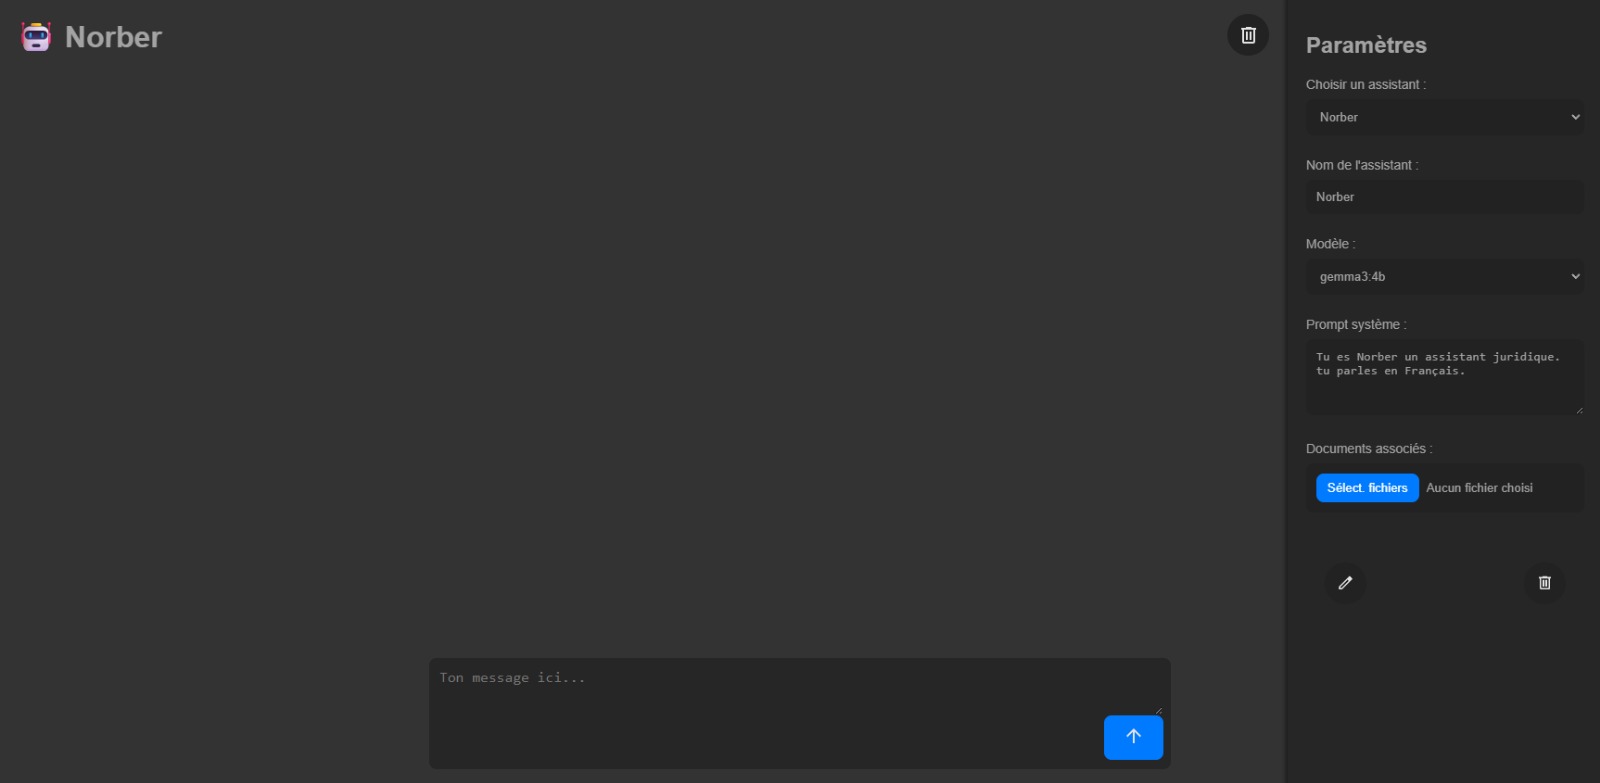 Norber
Paramètres
Choisir un assistant :
Norber
Nom de l'assistant :
Norber
Modèle :
gemma3:4b
Prompt système :
Tu es Norber un assistant juridique.
tu parles en Français.
Documents associés :
Sélect. fichiers Aucun fichier choisi
Ton message ici...